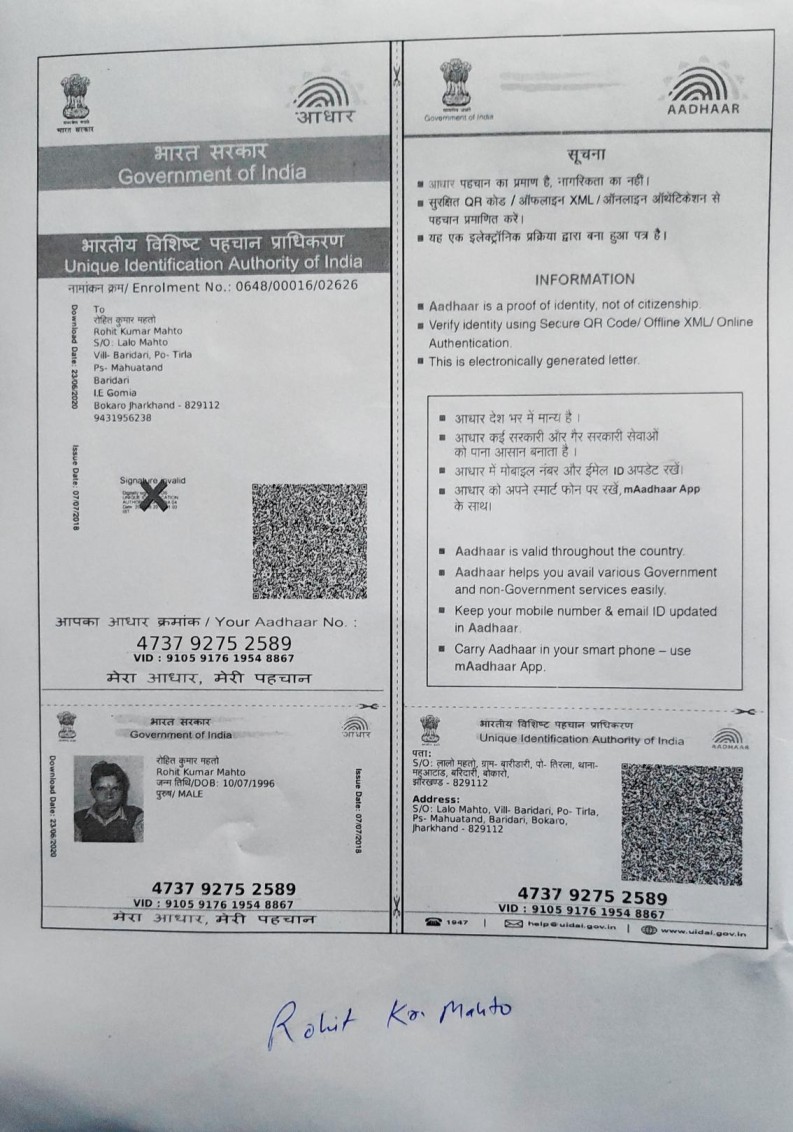 भारत सरकार
आधार
भारत सरकार
Government of India
भारतीय विशिष्ट पहचान प्राधिकरण
Unique Identification Authority of India
नामांकन क्रम/ Enrolment No.: 0648/00016/02626
Download Date: 23/06/2020
To
रोहित कुमार महतो
Rohit Kumar Mahto
S/O: Lalo Mahto
Vill- Baridari, Po- Tirla
Ps- Mahuatand
Baridari
I.E Gomia
Bokaro Jharkhand - 829112
9431956238
Issue Date: 07/07/2018
आपका आधार क्रमांक / Your Aadhaar No. :
4737 9275 2589
VID : 9105 9176 1954 8867
मेरा आधार, मेरी पहचान
भारत सरकार
Government of India
आधार
Download Date: 23/06/2020
रोहित कुमार महतो
Rohit Kumar Mahto
जन्म तिथि/DOB: 10/07/1996
पुरुष/ MALE
Issue Date: 07/07/2018
4737 9275 2589
VID : 9105 9176 1954 8867
मेरा आधार, मेरी पहचान
Government of India
AADHAAR
सूचना
आधार पहचान का प्रमाण है, नागरिकता का नहीं।
सुरक्षित QR कोड / ऑफलाइन XML / ऑनलाइन ऑथेंटिकेशन से
पहचान प्रमाणित करें।
यह एक इलेक्ट्रॉनिक प्रक्रिया द्वारा बना हुआ पत्र है।
INFORMATION
Aadhaar is a proof of identity, not of citizenship.
Verify identity using Secure QR Code/ Offline XML/ Online
Authentication.
This is electronically generated letter.
आधार देश भर में मान्य है ।
आधार कई सरकारी और गैर सरकारी सेवाओं
को पाना आसान बनाता है ।
आधार में मोबाइल नंबर और ईमेल ID अपडेट रखें।
आधार को अपने स्मार्ट फोन पर रखें, mAadhaar App
के साथ।
Aadhaar is valid throughout the country.
Aadhaar helps you avail various Government
and non-Government services easily.
Keep your mobile number & email ID updated
in Aadhaar.
Carry Aadhaar in your smart phone – use
mAadhaar App.
भारतीय विशिष्ट पहचान प्राधिकरण
Unique Identification Authority of India
AADHAAR
पता:
S/O: लालो महतो, ग्राम- बारीडारी, पो- तिरला, थाना-
महुआटांड, बरिदारी, बोकारो,
झारखण्ड - 829112
Address:
S/O: Lalo Mahto, Vill- Baridari, Po- Tirla,
Ps- Mahuatand, Baridari, Bokaro,
Jharkhand - 829112
4737 9275 2589
VID : 9105 9176 1954 8867
1947 | help@uidai.gov.in | www.uidai.gov.in
Rohit Kr. Mahto